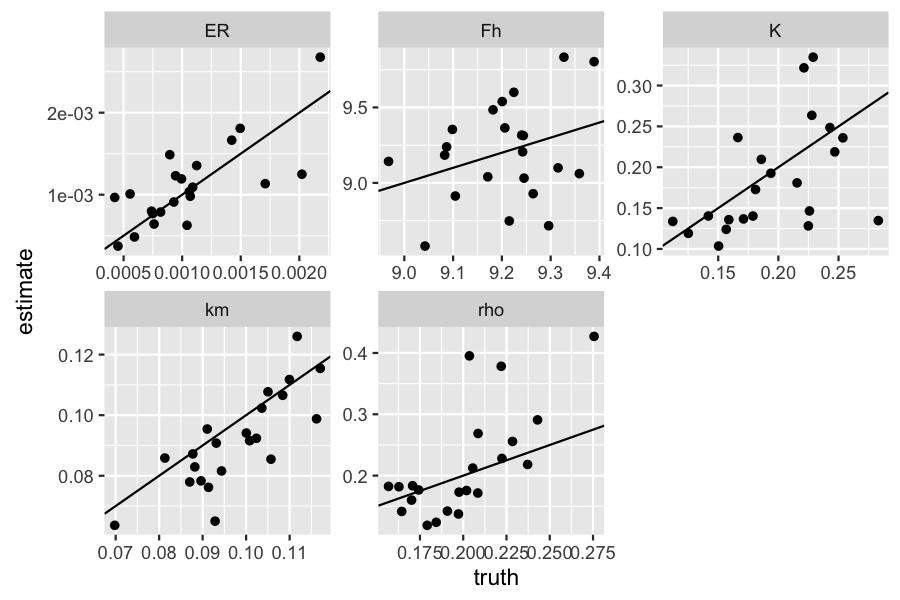 ER
Fh
K
2e-03
1e-03
9.5
9.0
0.30
0.25
0.20
0.15
0.10
0.0005 0.0010 0.0015 0.0020
9.0 9.1 9.2 9.3 9.4
0.15 0.20 0.25
estimate
km
rho
0.12
0.10
0.08
0.4
0.3
0.2
0.07 0.08 0.09 0.10 0.11
0.175 0.200 0.225 0.250 0.275
truth